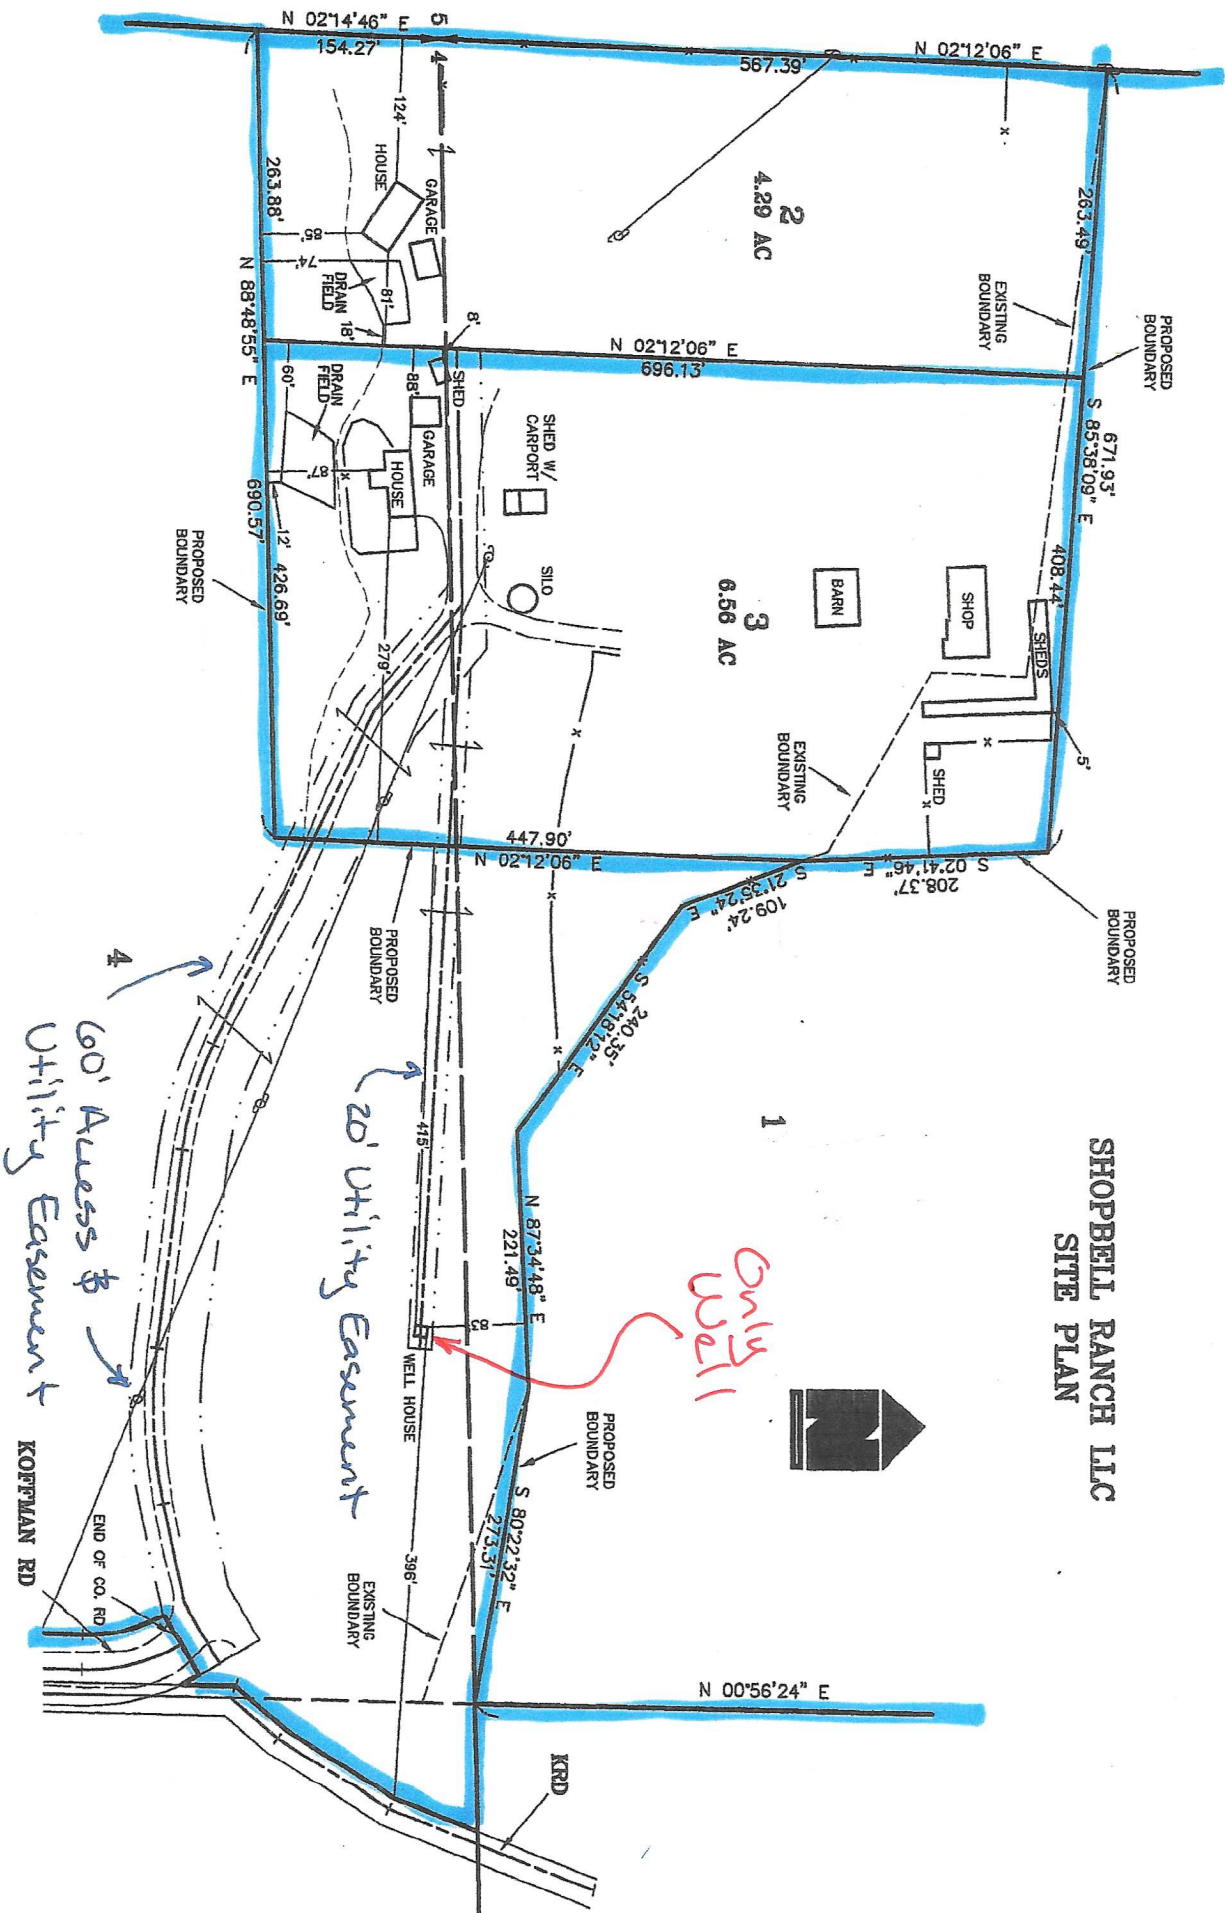 SHOPBELL RANCH LLC
SITE PLAN
N 02°14'46" E
154.27'
5
4
567.39'
N 02°12'06" E
124'
HOUSE
GARAGE
263.88'
85'
74'
DRAIN
FIELD
81'
18'
8'
N 88°48'55" E
690.57'
2
4.29 AC
263.49'
EXISTING
BOUNDARY
PROPOSED
BOUNDARY
N 02°12'06" E
696.13'
671.93'
S 85°38'09" E
408.44'
60'
DRAIN
FIELD
88'
SHED
GARAGE
HOUSE
87'
12'
426.69'
PROPOSED
BOUNDARY
SHED W/
CARPORT
SILO
BARN
SHOP
SHEDS
3
6.56 AC
279'
EXISTING
BOUNDARY
SHED
5'
447.90'
N 02°12'06" E
S 02°41'46" E
208.37'
PROPOSED
BOUNDARY
S 21°35'24" E
109.24'
PROPOSED
BOUNDARY
S 54°18'12" E
240.35'
1
4
60' Access &
Utility Easement
20' Utility Easement
415'
N 87°34'48" E
221.49'
83'
WELL HOUSE
Only
Well
PROPOSED
BOUNDARY
S 80°22'32" E
273.31'
396'
EXISTING
BOUNDARY
END OF CO. RD
KOFFMAN RD
N 00°56'24" E
KRD